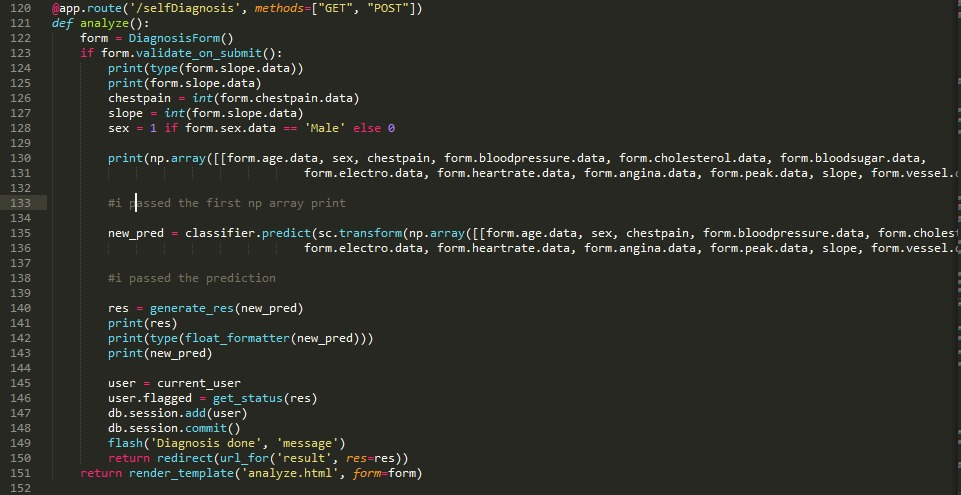 120 @app.route('/selfDiagnosis', methods=["GET", "POST"])
121 def analyze():
122 form = DiagnosisForm()
123 if form.validate_on_submit():
124 print(type(form.slope.data))
125 print(form.slope.data)
126 chestpain = int(form.chestpain.data)
127 slope = int(form.slope.data)
128 sex = 1 if form.sex.data == 'Male' else 0
129
130 print(np.array([[form.age.data, sex, chestpain, form.bloodpressure.data, form.cholesterol.data, form.bloodsugar.data,
131 form.electro.data, form.heartrate.data, form.angina.data, form.peak.data, slope, form.vessel.
132
133 #i passed the first np array print
134
135 new_pred = classifier.predict(sc.transform(np.array([[form.age.data, sex, chestpain, form.bloodpressure.data, form.choles
136 form.electro.data, form.heartrate.data, form.angina.data, form.peak.data, slope, form.vessel.
137
138 #i passed the prediction
139
140 res = generate_res(new_pred)
141 print(res)
142 print(type(float_formatter(new_pred)))
143 print(new_pred)
144
145 user = current_user
146 user.flagged = get_status(res)
147 db.session.add(user)
148 db.session.commit()
149 flash('Diagnosis done', 'message')
150 return redirect(url_for('result', res=res))
151 return render_template('analyze.html', form=form)
152